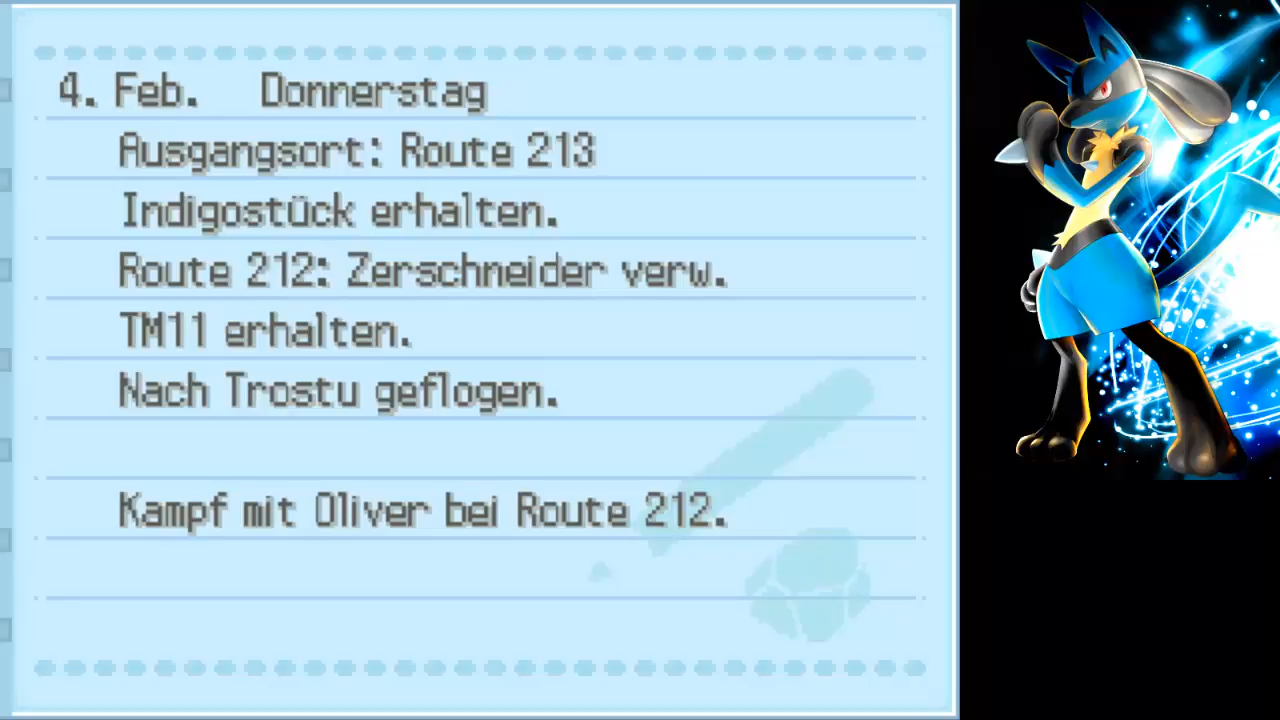 4. Feb. Donnerstag
Ausgangsort: Route 213
Indigostück erhalten.
Route 212: Zerschneider verw.
TM11 erhalten.
Nach Trostu geflogen.
Kampf mit Oliver bei Route 212.